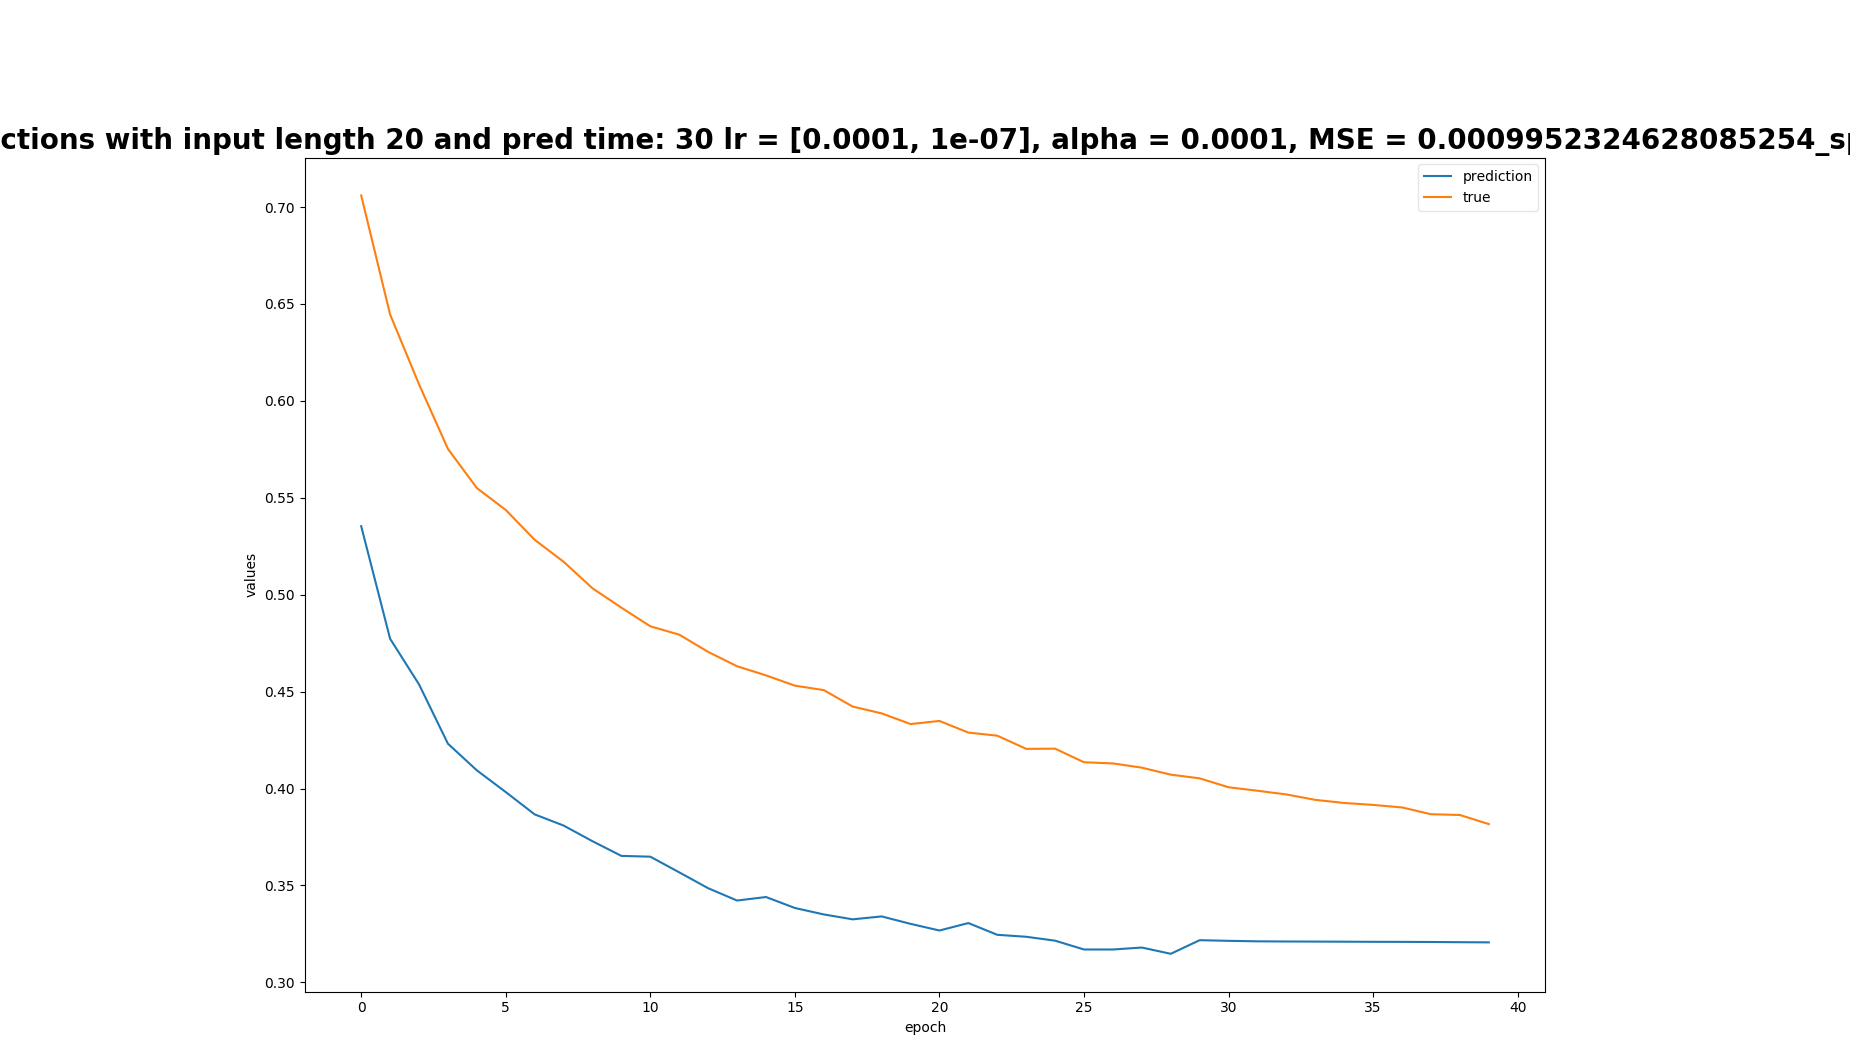 ctions with input length 20 and pred time: 30 lr = [0.0001, 1e-07], alpha = 0.0001, MSE = 0.0009952324628085254_sp
prediction
true
0.70
0.65
0.60
0.55
0.50
0.45
0.40
0.35
0.30
values
0 5 10 15 20 25 30 35 40
epoch